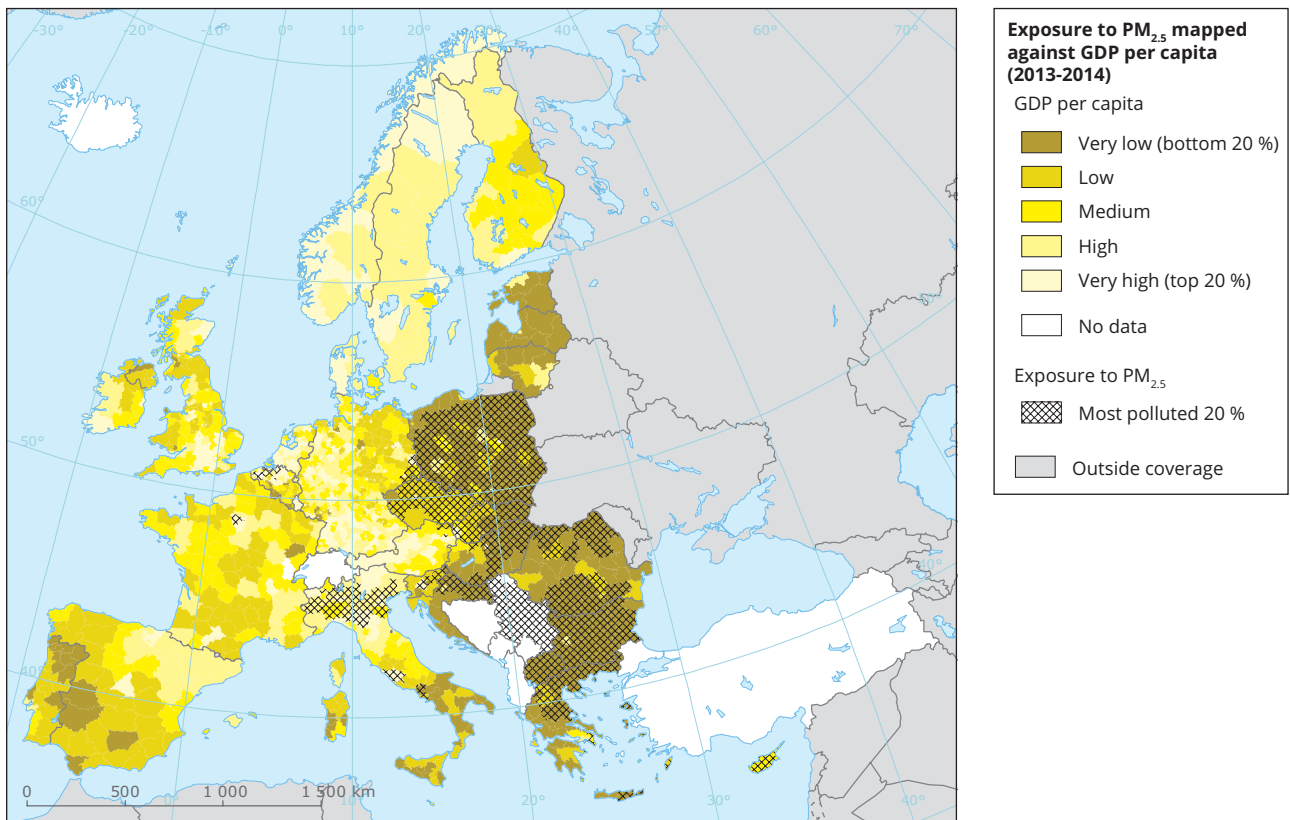 -30°
-20°
-10°
0°
10°
20°
30°
40°
50°
60°
70°
60°
50°
50°
40°
40°
0
500
1 000
1 500 km
0°
10°
20°
30°
40°
Exposure to PM2.5 mapped
against GDP per capita
(2013-2014)
GDP per capita
Very low (bottom 20 %)
Low
Medium
High
Very high (top 20 %)
No data
Exposure to PM2.5
Most polluted 20 %
Outside coverage